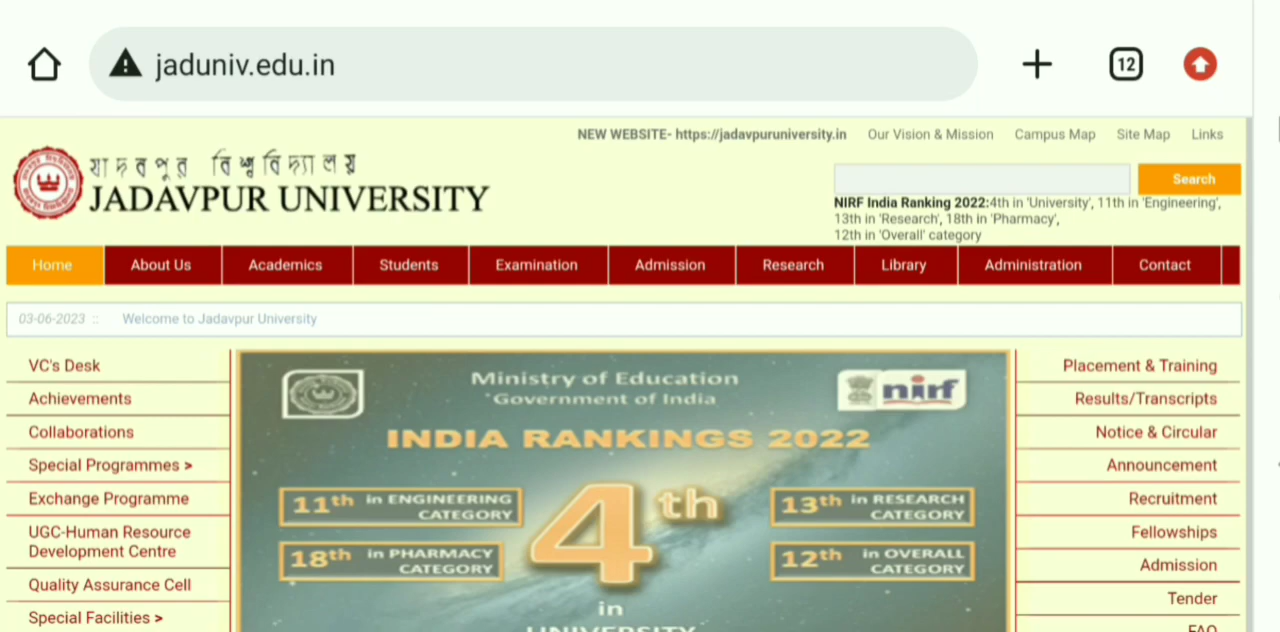 jaduniv.edu.in
12
NEW WEBSITE- https://jadavpuruniversity.in Our Vision & Mission Campus Map Site Map Links
যাদবপুর বিশ্ববিদ্যালয়
JADAVPUR UNIVERSITY
Search
NIRF India Ranking 2022:4th in 'University', 11th in 'Engineering',
13th in 'Research', 18th in 'Pharmacy',
12th in 'Overall' category
Home About Us Academics Students Examination Admission Research Library Administration Contact
03-06-2023 :: Welcome to Jadavpur University
VC's Desk
Achievements
Collaborations
Special Programmes >
Exchange Programme
UGC-Human Resource
Development Centre
Quality Assurance Cell
Special Facilities >
Ministry of Education
Government of India
nirf
INDIA RANKINGS 2022
11th in ENGINEERING
CATEGORY
18th in PHARMACY
CATEGORY
4th
in
UNIVERSITY
13th in RESEARCH
CATEGORY
12th in OVERALL
CATEGORY
Placement & Training
Results/Transcripts
Notice & Circular
Announcement
Recruitment
Fellowships
Admission
Tender
FAQ